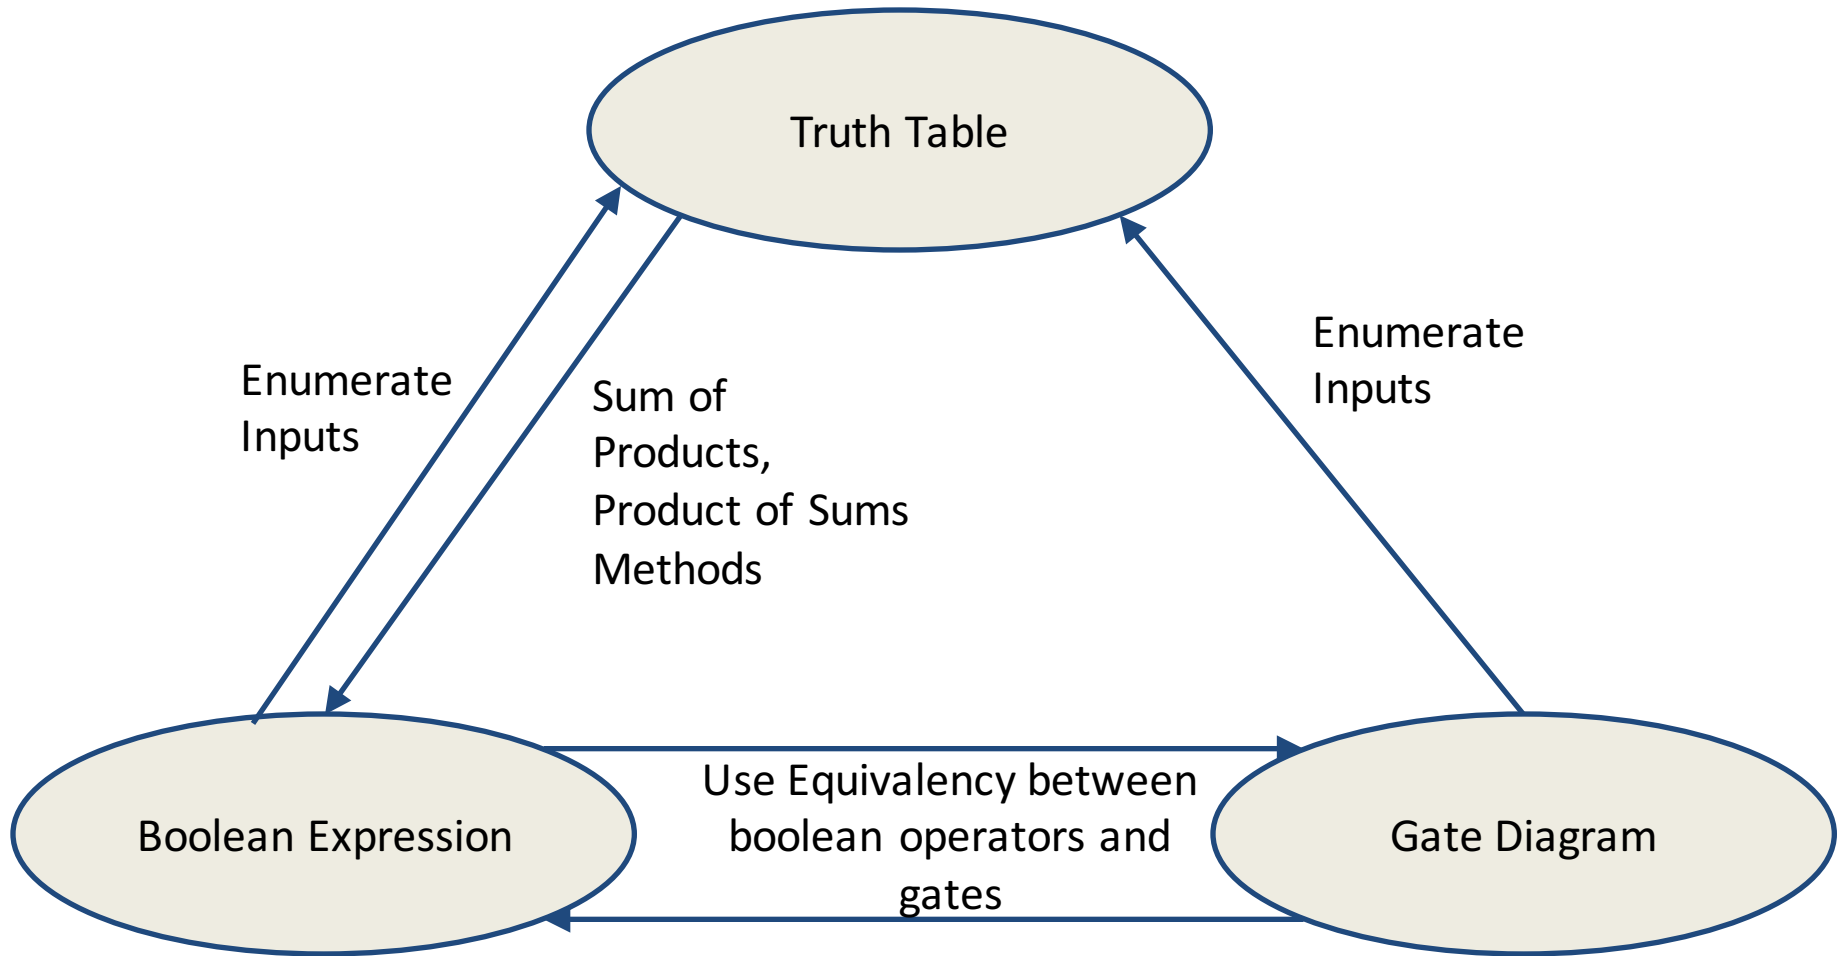 Truth Table
Enumerate
Inputs
Sum of
Products,
Product of Sums
Methods
Enumerate
Inputs
Boolean Expression
Use Equivalency between
boolean operators and
gates
Gate Diagram